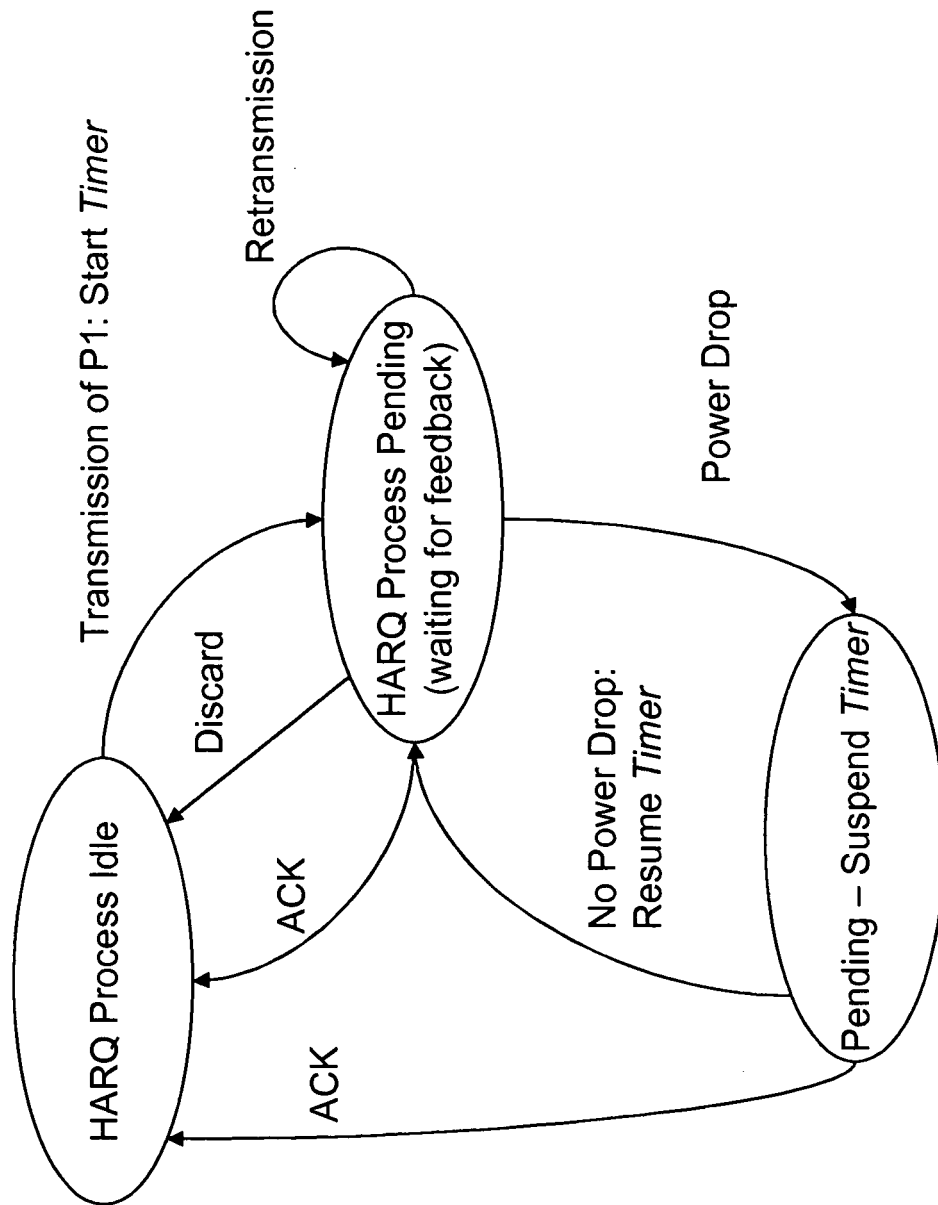 HARQ Process Idle
Transmission of P1: Start Timer
Discard
ACK
ACK
HARQ Process Pending
(waiting for feedback)
Retransmission
No Power Drop:
Resume Timer
Power Drop
Pending – Suspend Timer